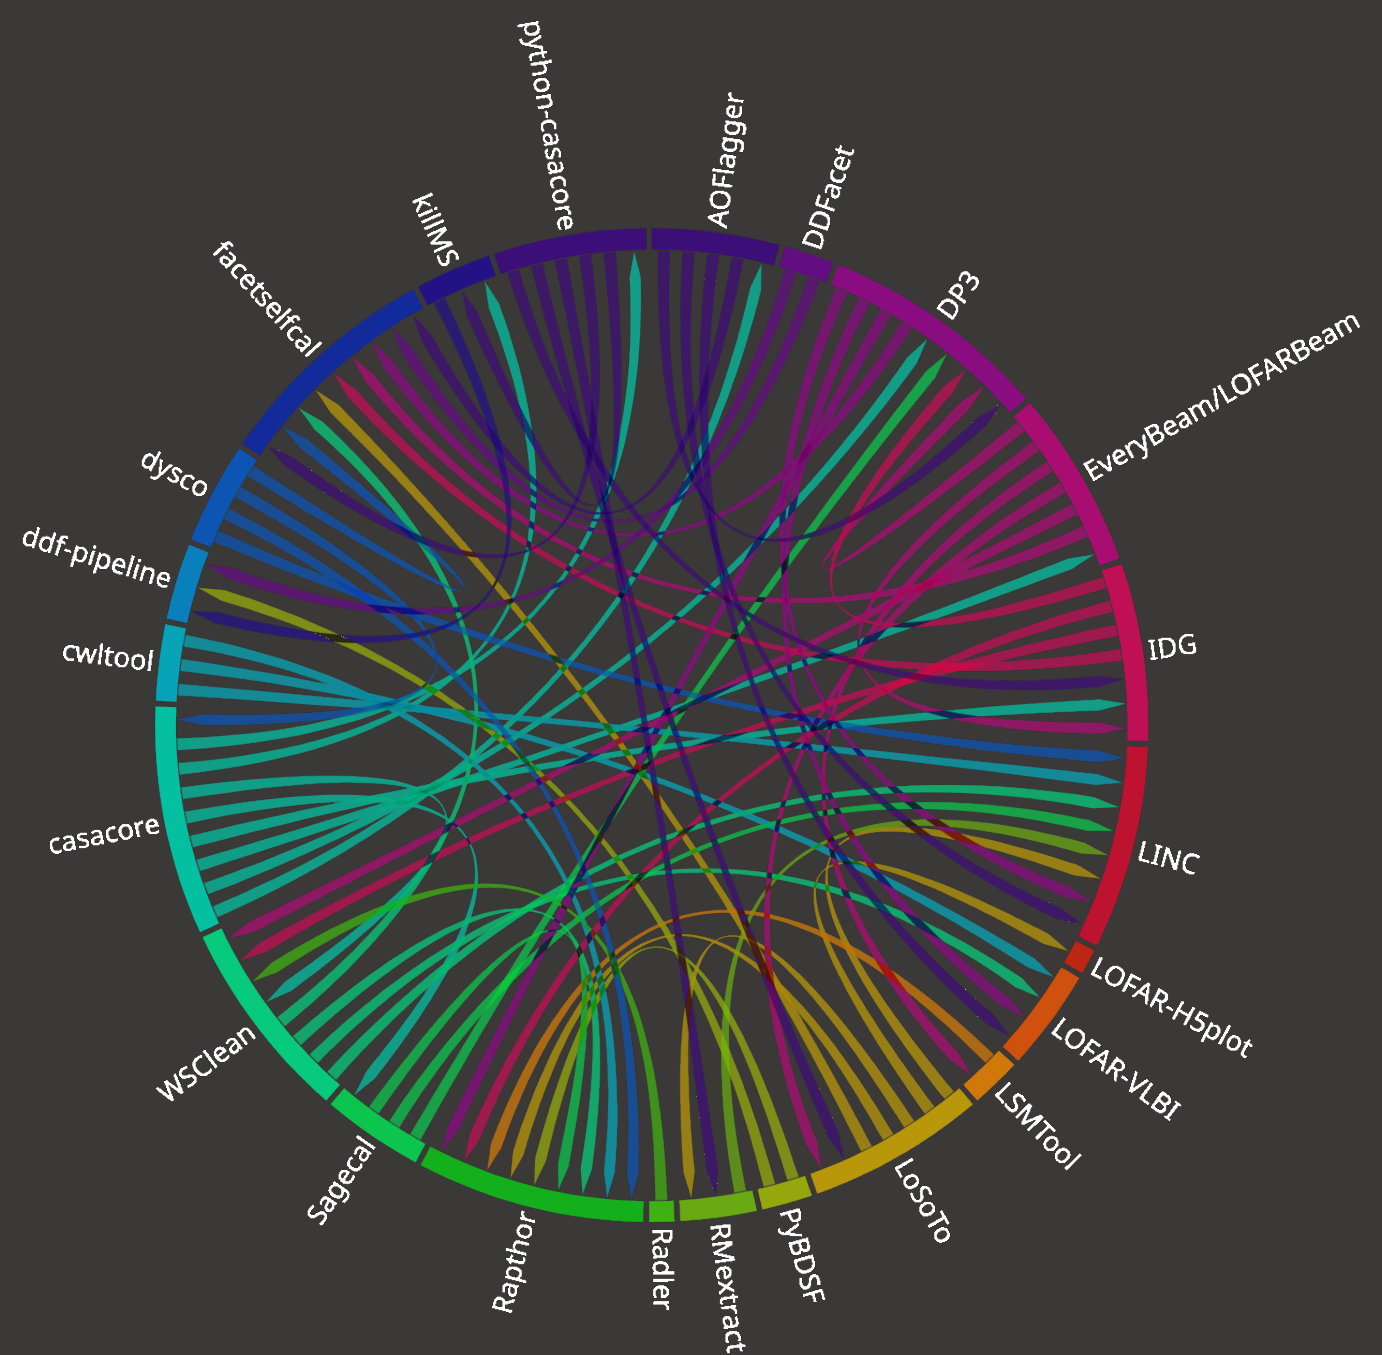 python-casacore
AOFlagger
DDFacet
DP3
EveryBeam/LOFARBeam
IDG
LINC
LOFAR-H5plot
LOFAR-VLBI
LSMTool
LoSoTo
PyBDSF
RMextract
Radler
Rapthor
Sagecal
WSClean
casacore
cwltool
ddf-pipeline
dysco
facetselfcal
killMS